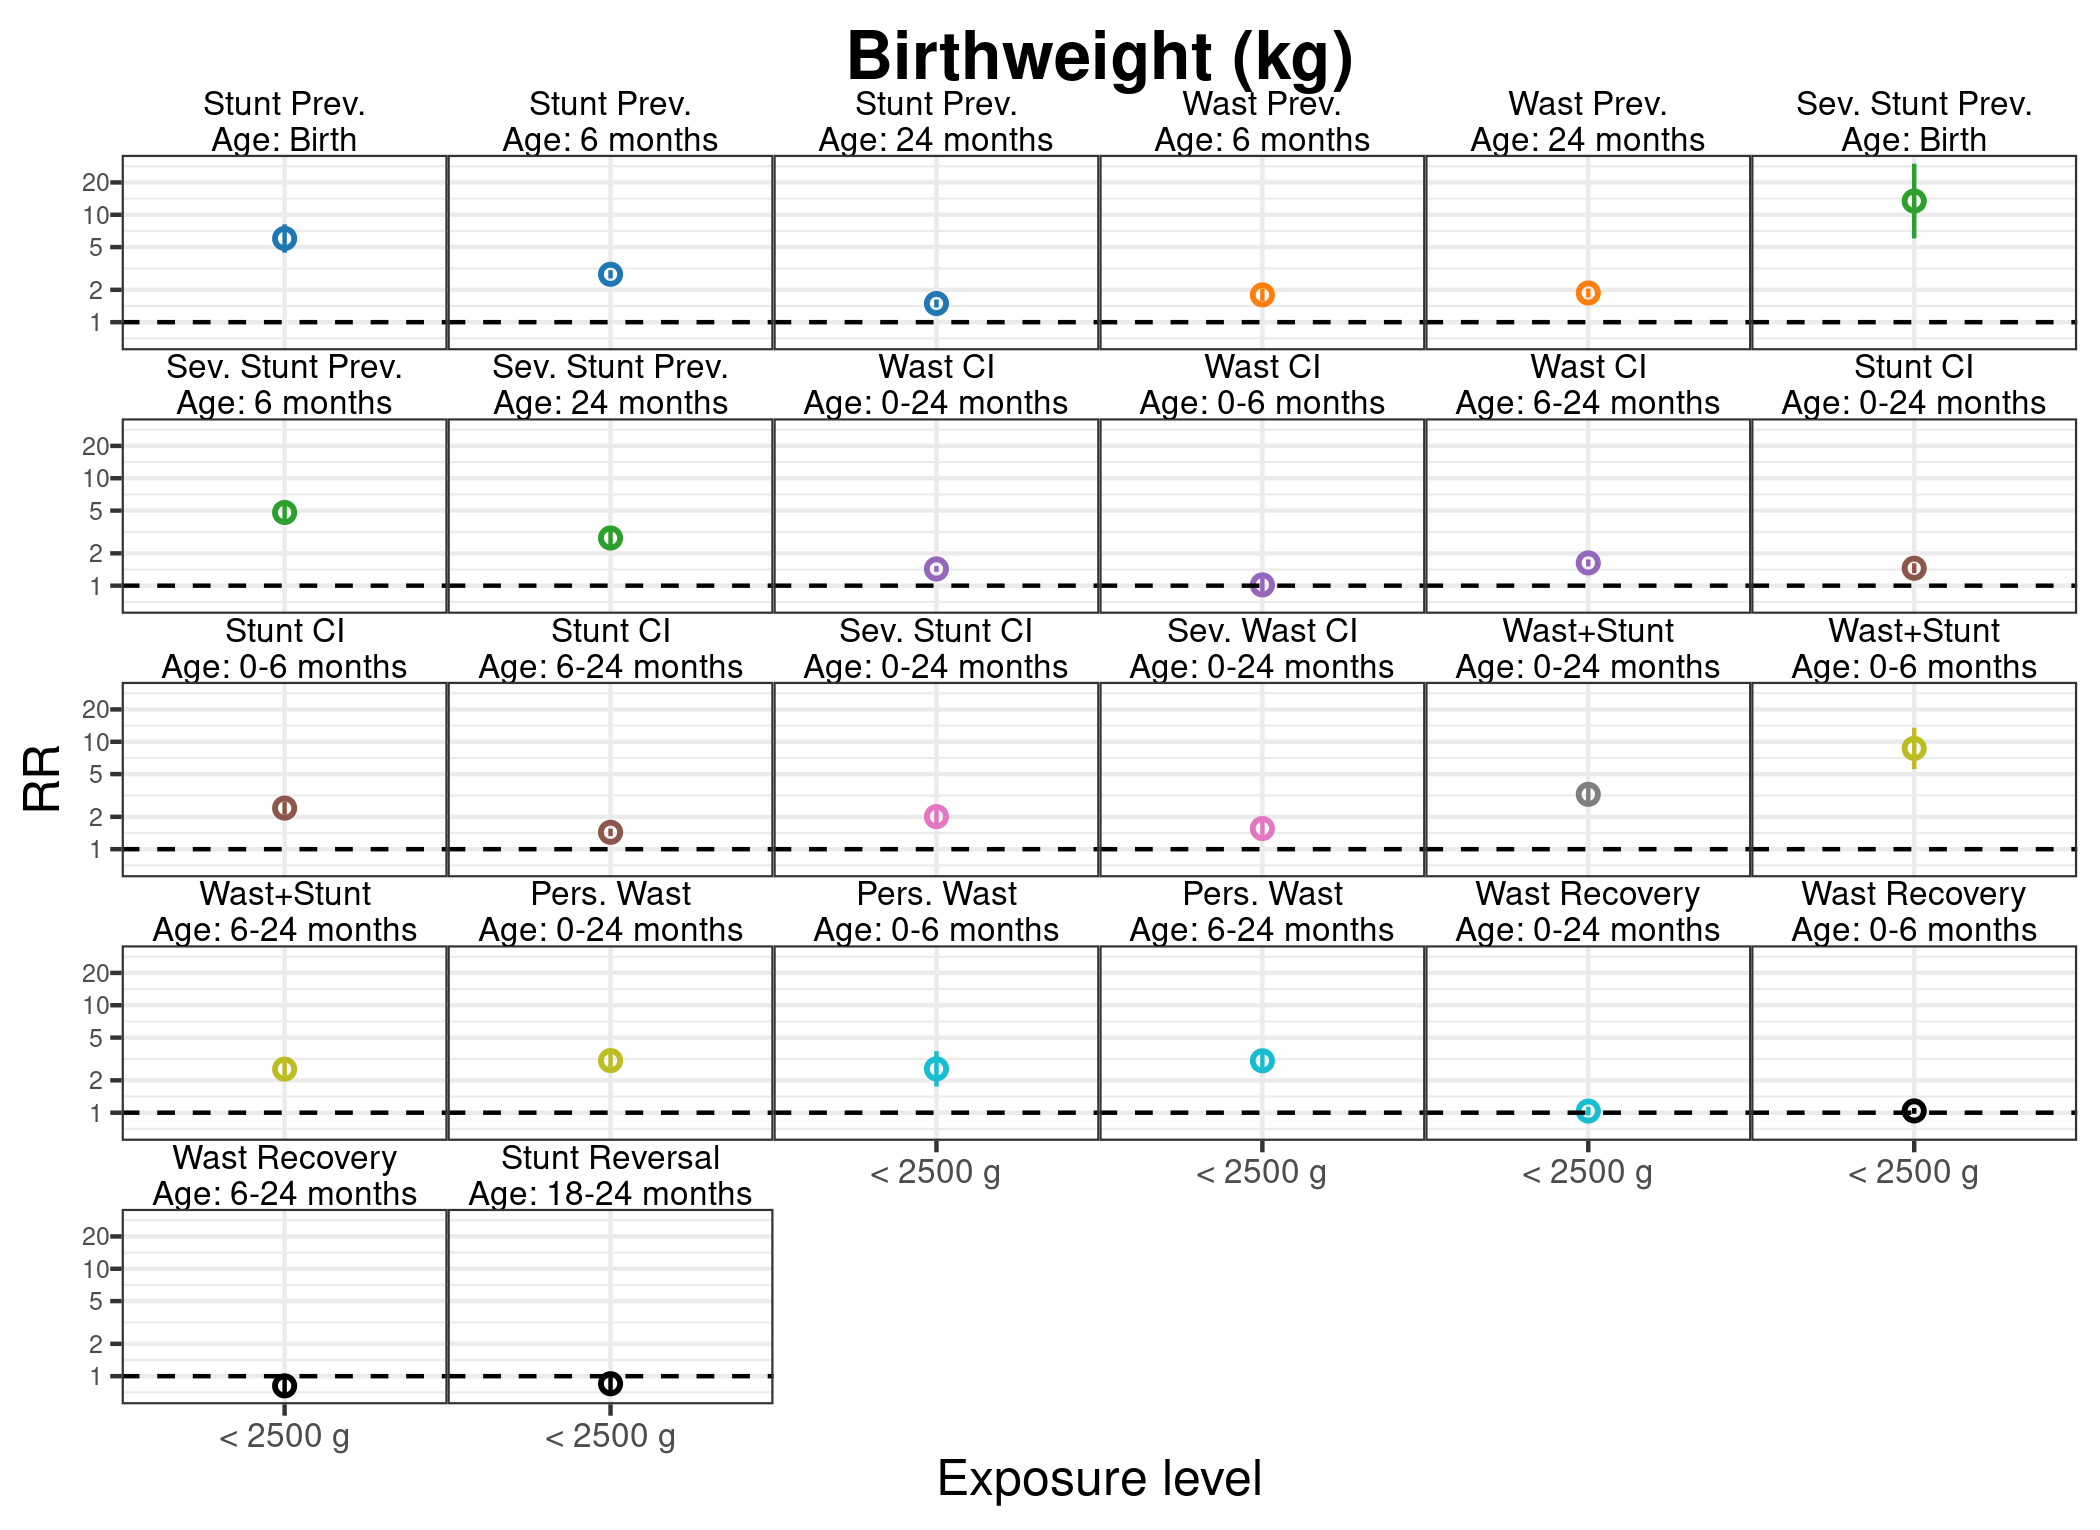 Birthweight (kg)
Stunt Prev.
Age: Birth
Stunt Prev.
Age: 6 months
Stunt Prev.
Age: 24 months
Wast Prev.
Age: 6 months
Wast Prev.
Age: 24 months
Sev. Stunt Prev.
Age: Birth
20
10
5
2
1
Sev. Stunt Prev.
Age: 6 months
Sev. Stunt Prev.
Age: 24 months
Wast CI
Age: 0-24 months
Wast CI
Age: 0-6 months
Wast CI
Age: 6-24 months
Stunt CI
Age: 0-24 months
20
10
5
2
1
Stunt CI
Age: 0-6 months
Stunt CI
Age: 6-24 months
Sev. Stunt CI
Age: 0-24 months
Sev. Wast CI
Age: 0-24 months
Wast+Stunt
Age: 0-24 months
Wast+Stunt
Age: 0-6 months
20
10
5
2
1
RR
Wast+Stunt
Age: 6-24 months
Pers. Wast
Age: 0-24 months
Pers. Wast
Age: 0-6 months
Pers. Wast
Age: 6-24 months
Wast Recovery
Age: 0-24 months
Wast Recovery
Age: 0-6 months
20
10
5
2
1
< 2500 g
< 2500 g
< 2500 g
< 2500 g
Wast Recovery
Age: 6-24 months
Stunt Reversal
Age: 18-24 months
20
10
5
2
1
< 2500 g
< 2500 g
Exposure level